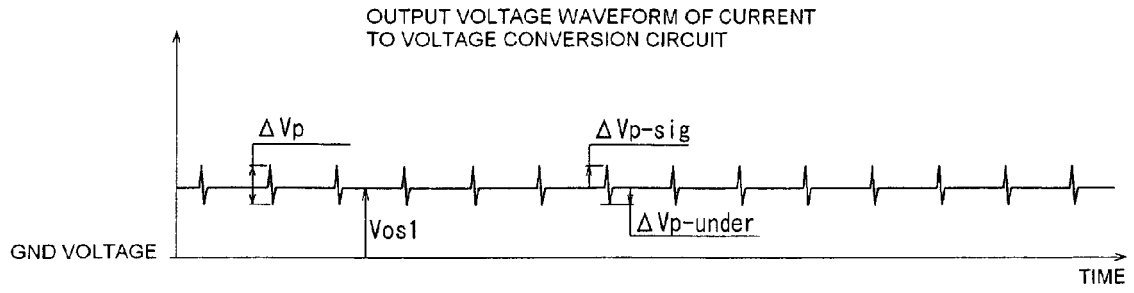 OUTPUT VOLTAGE WAVEFORM OF CURRENT
TO VOLTAGE CONVERSION CIRCUIT
ΔVp
ΔVp-sig
Vos1
ΔVp-under
GND VOLTAGE
TIME